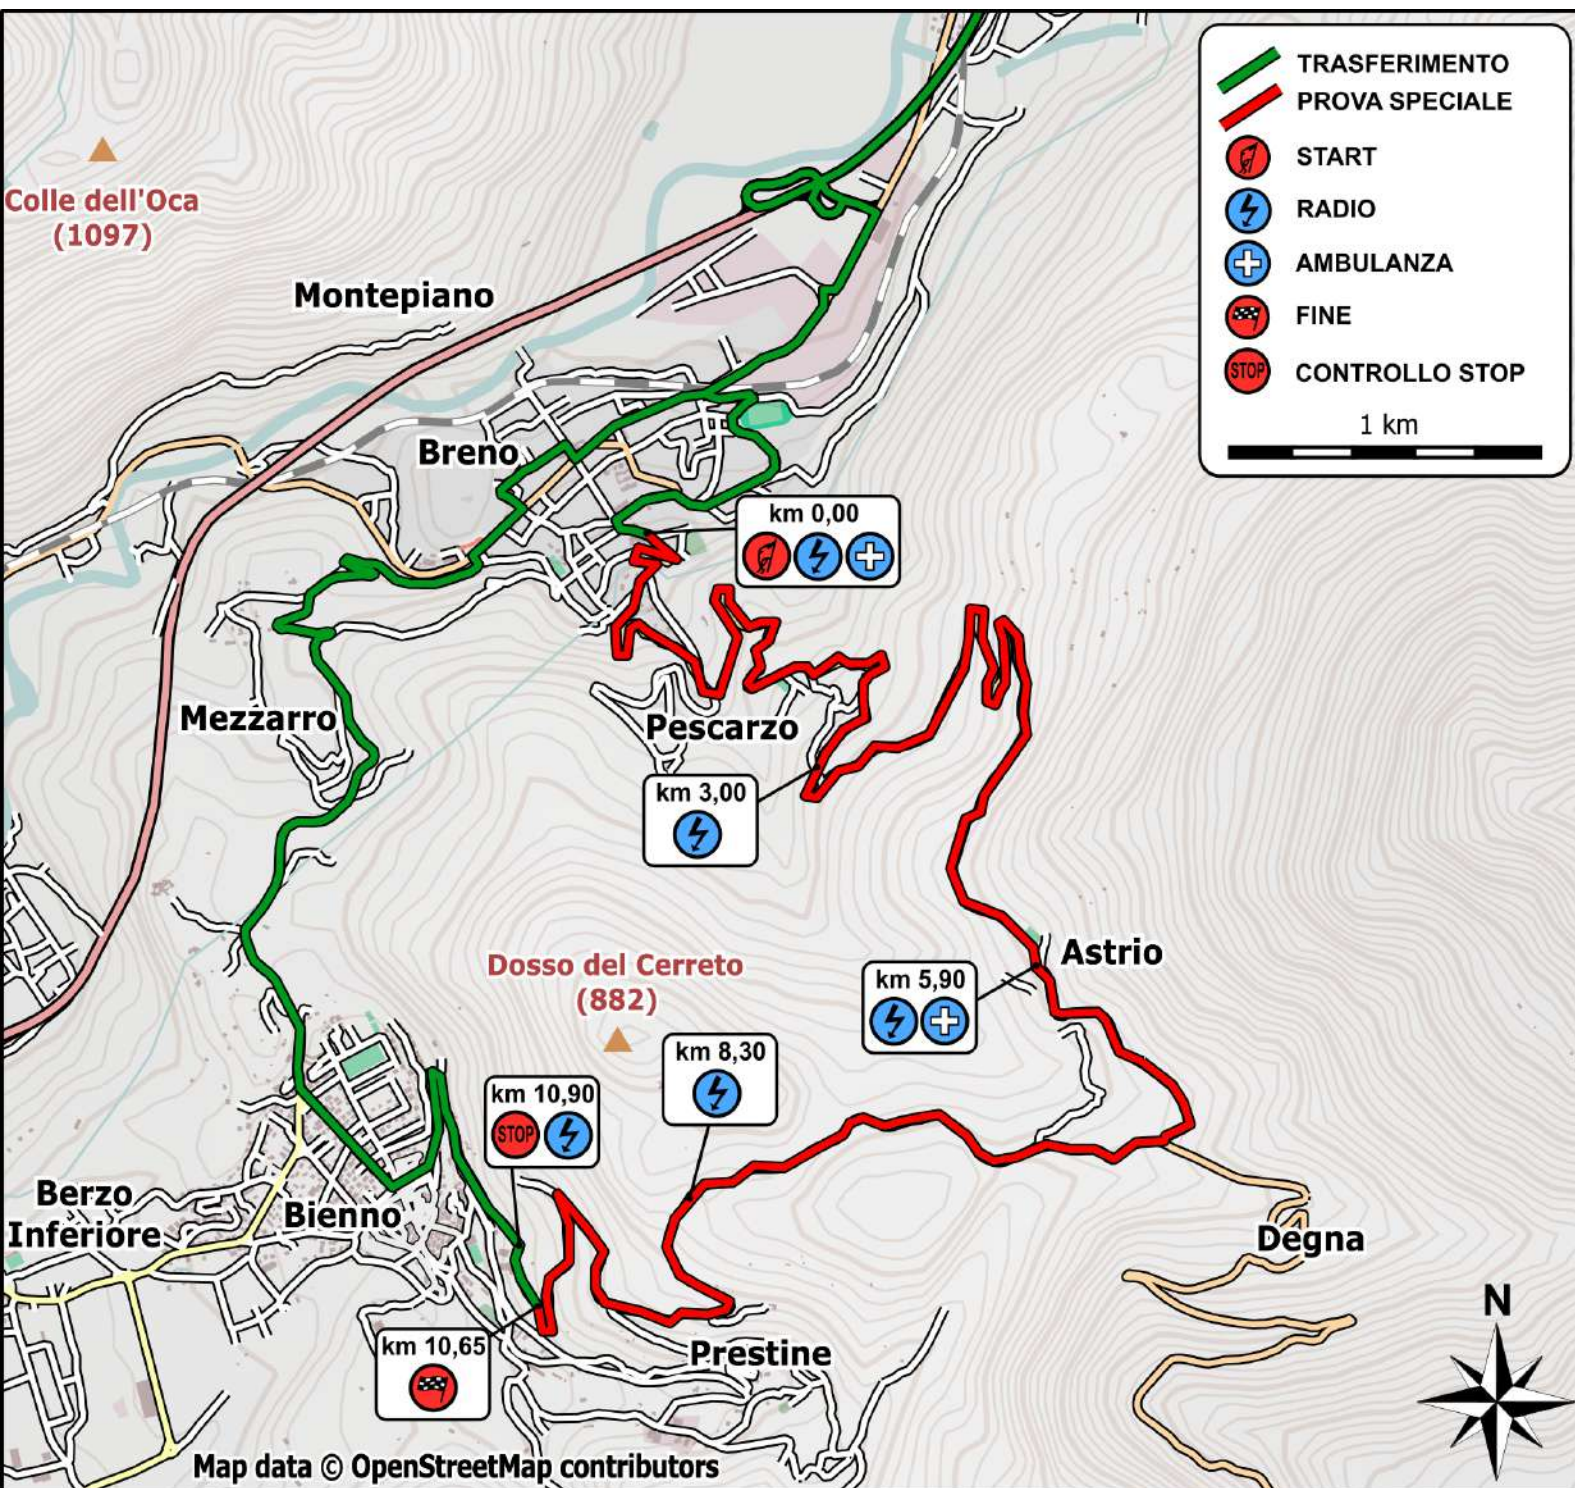 TRASFERIMENTO
PROVA SPECIALE
START
RADIO
AMBULANZA
FINE
STOP
CONTROLLO STOP
1 km
Colle dell'Oca
(1097)
Montepiano
Breno
km 0,00
Mezzarro
Pescarzo
km 3,00
Astrio
Dosso del Cerreto
(882)
km 5,90
km 8,30
km 10,90
STOP
Berzo
Inferiore
Bienno
Degna
N
km 10,65
Prestine
Map data © OpenStreetMap contributors